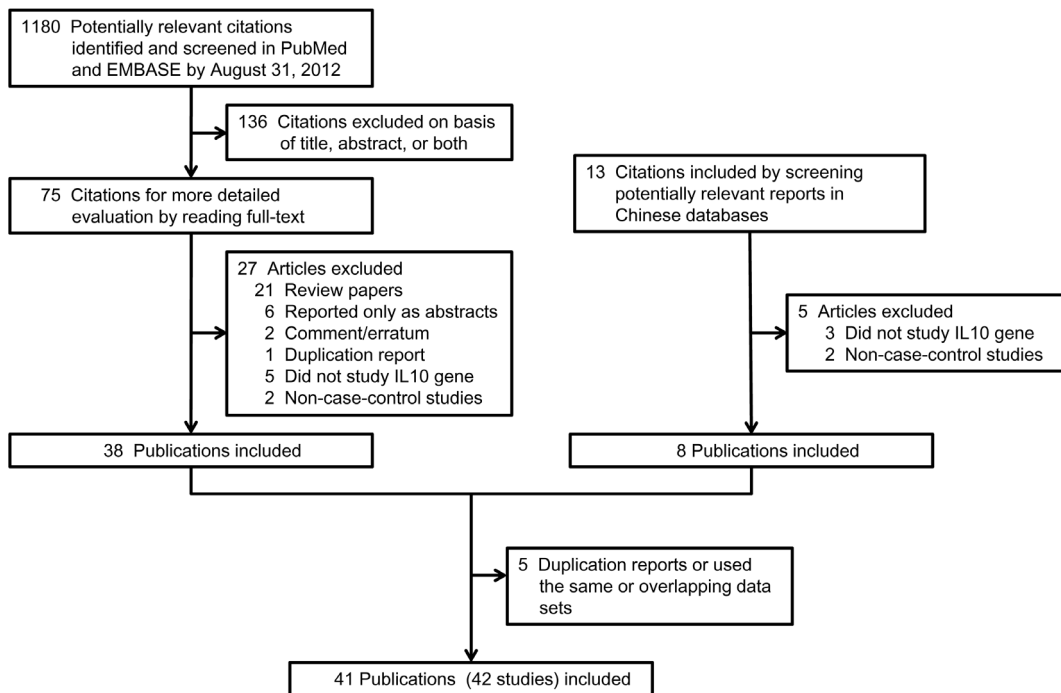 1180 Potentially relevant citations
identified and screened in PubMed
and EMBASE by August 31, 2012
136 Citations excluded on basis
of title, abstract, or both
75 Citations for more detailed
evaluation by reading full-text
13 Citations included by screening
potentially relevant reports in
Chinese databases
27 Articles excluded
21 Review papers
6 Reported only as abstracts
2 Comment/erratum
1 Duplication report
5 Did not study IL10 gene
2 Non-case-control studies
5 Articles excluded
3 Did not study IL10 gene
2 Non-case-control studies
38 Publications included
8 Publications included
5 Duplication reports or used
the same or overlapping data
sets
41 Publications (42 studies) included